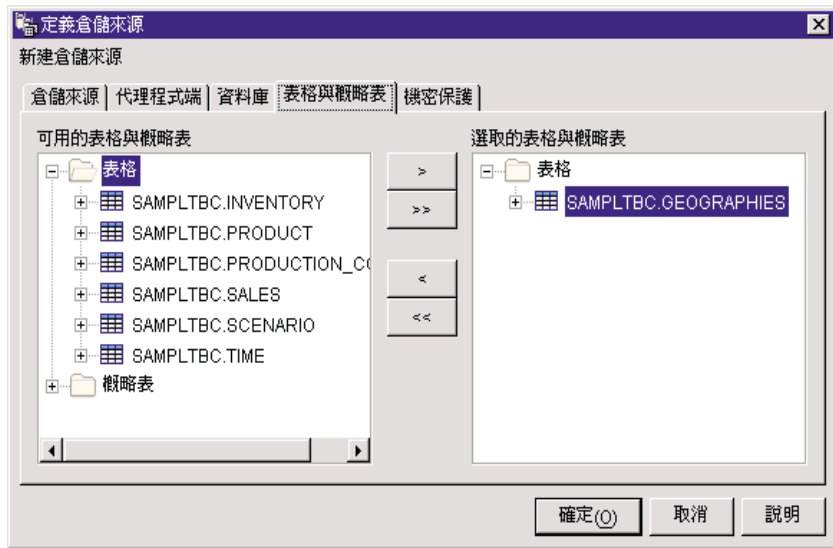 定義倉儲來源
新建倉儲來源
倉儲來源 代理程式端 資料庫 表格與概略表 機密保護
可用的表格與概略表
表格
SAMPLTBC.INVENTORY
SAMPLTBC.PRODUCT
SAMPLTBC.PRODUCTION_C
SAMPLTBC.SALES
SAMPLTBC.SCENARIO
SAMPLTBC.TIME
概略表
>
>>
<
<<
選取的表格與概略表
表格
SAMPLTBC.GEOGRAPHIES
確定(O) 取消 說明